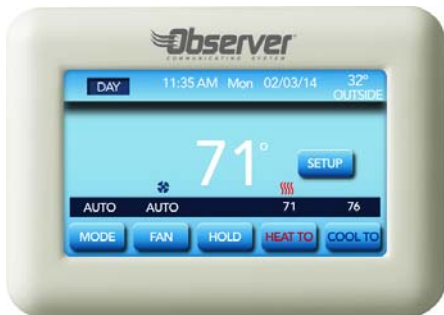 Observer
COMMUNICATING SYSTEM
DAY 11:35 AM Mon 02/03/14 32°
OUTSIDE
71°
SETUP
AUTO AUTO 71 76
MODE FAN HOLD HEAT TO COOL TO